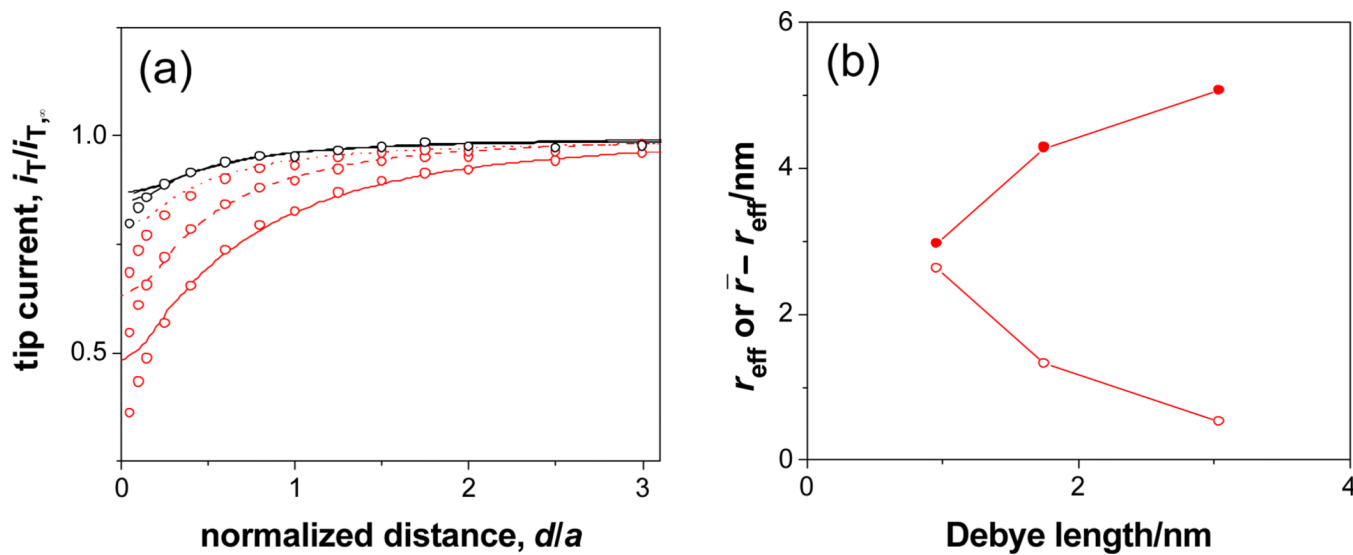 (a)
tip current, iT/iT,∞
1.0
0.5
0
1
2
3
normalized distance, d/a
(b)
reff or r̄ – reff/nm
6
4
2
0
0
2
4
Debye length/nm